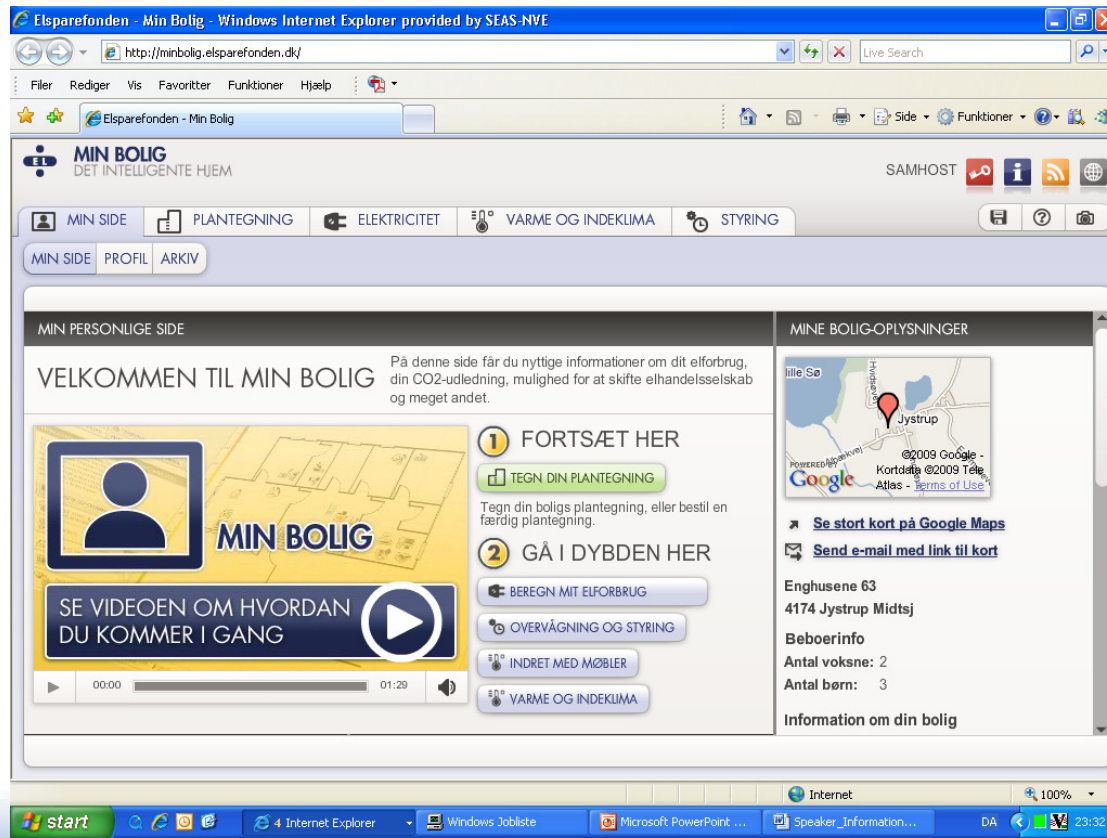 Elsparefonden - Min Bolig - Windows Internet Explorer provided by SEAS-NVE
http://minbolig.elsparefonden.dk/
Live Search
Filer Rediger Vis Favoritter Funktioner Hjælp
Elsparefonden - Min Bolig
Side Funktioner
EL
MIN BOLIG
DET INTELLIGENTE HJEM
SAMHOST
MIN SIDE PLANTEGNING ELEKTRICITET VARME OG INDEKLIMA STYRING
MIN SIDE PROFIL ARKIV
MIN PERSONLIGE SIDE
VELKOMMEN TIL MIN BOLIG
På denne side får du nyttige informationer om dit elforbrug,
din CO2-udledning, mulighed for at skifte elhandelsselskab
og meget andet.
MIN BOLIG
SE VIDEOEN OM HVORDAN
DU KOMMER I GANG
00:00 01:29
1 FORTSÆT HER
TEGN DIN PLANTEGNING
Tegn din boligs plantegning, eller bestil en
færdig plantegning.
2 GÅ I DYBDEN HER
BEREGN MIT ELFORBRUG
OVERVÅGNING OG STYRING
INDRET MED MØBLER
VARME OG INDEKLIMA
MINE BOLIG-OPLYSNINGER
lille Sø
Hvidsøvej
Jystrup
©2009 Google -
POWERED BY
Google
Kortdata ©2009 Tele
Atlas - Terms of Use
Se stort kort på Google Maps
Send e-mail med link til kort
Enghusene 63
4174 Jystrup Midtsj
Beboerinfo
Antal voksne: 2
Antal børn: 3
Information om din bolig
Internet 100%
start 4 Internet Explorer Windows Jobliste Microsoft PowerPoint ... Speaker_Information... DA 23:32